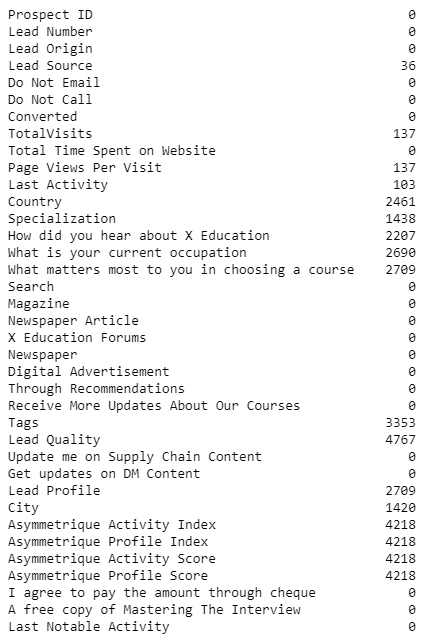 Prospect ID 0
Lead Number 0
Lead Origin 0
Lead Source 36
Do Not Email 0
Do Not Call 0
Converted 0
TotalVisits 137
Total Time Spent on Website 0
Page Views Per Visit 137
Last Activity 103
Country 2461
Specialization 1438
How did you hear about X Education 2207
What is your current occupation 2690
What matters most to you in choosing a course 2709
Search 0
Magazine 0
Newspaper Article 0
X Education Forums 0
Newspaper 0
Digital Advertisement 0
Through Recommendations 0
Receive More Updates About Our Courses 0
Tags 3353
Lead Quality 4767
Update me on Supply Chain Content 0
Get updates on DM Content 0
Lead Profile 2709
City 1420
Asymmetrique Activity Index 4218
Asymmetrique Profile Index 4218
Asymmetrique Activity Score 4218
Asymmetrique Profile Score 4218
I agree to pay the amount through cheque 0
A free copy of Mastering The Interview 0
Last Notable Activity 0